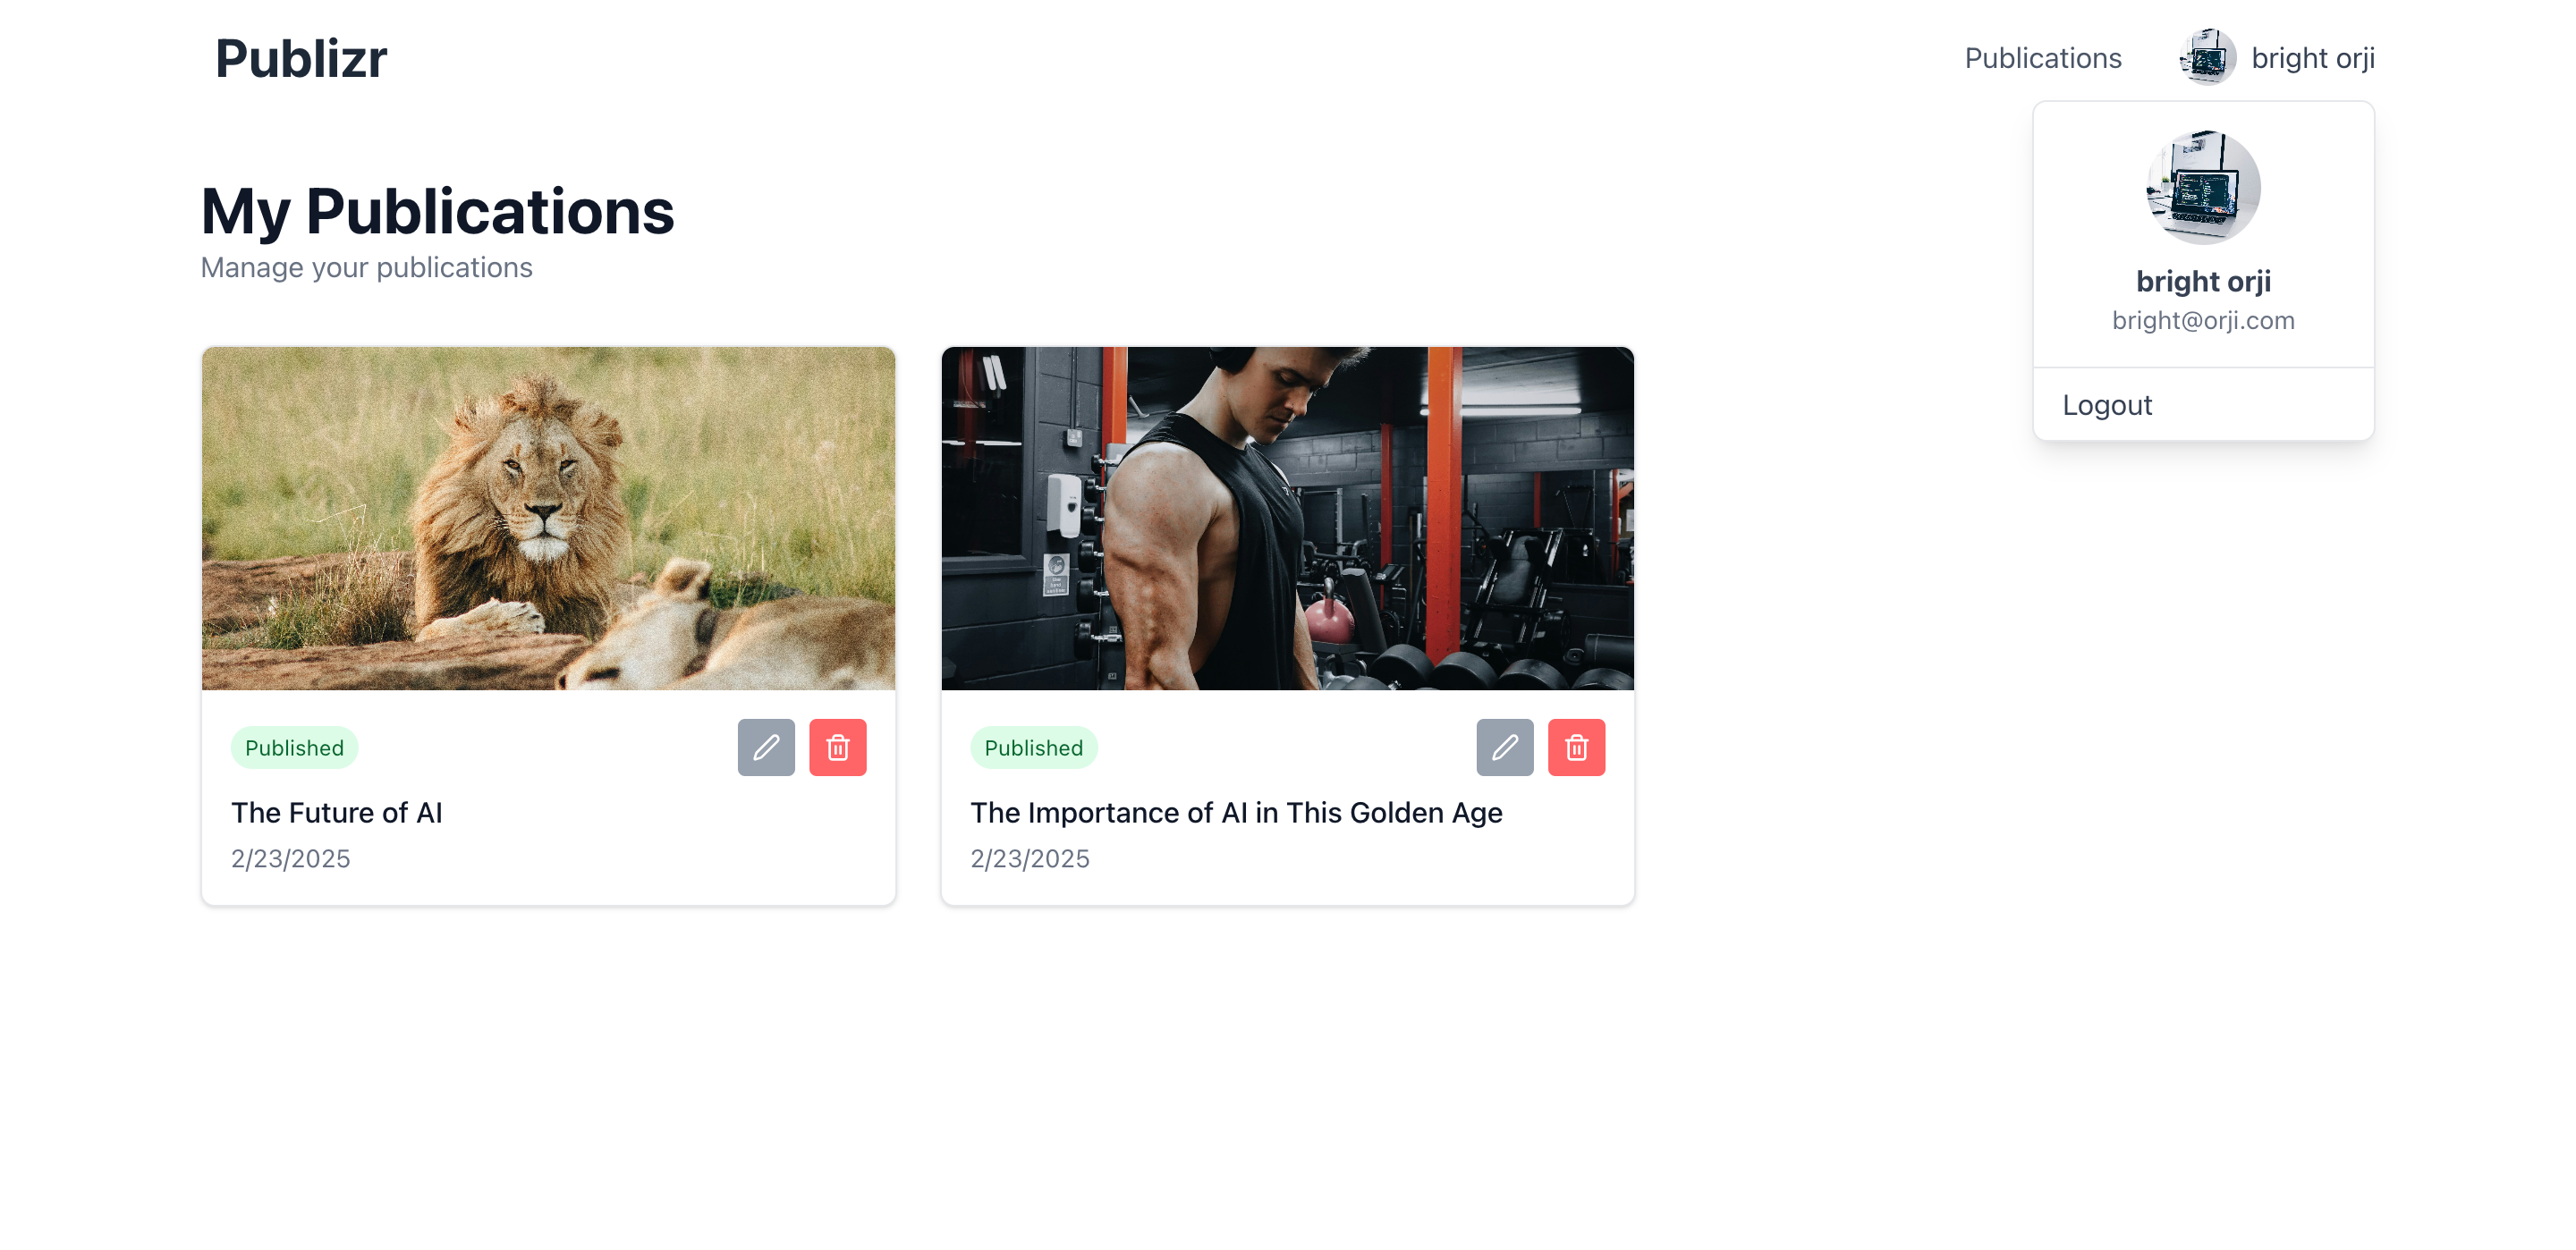 Publizr
Publications
bright orji
bright orji
bright@orji.com
Logout
My Publications
Manage your publications
Published
The Future of AI
2/23/2025
Published
The Importance of AI in This Golden Age
2/23/2025